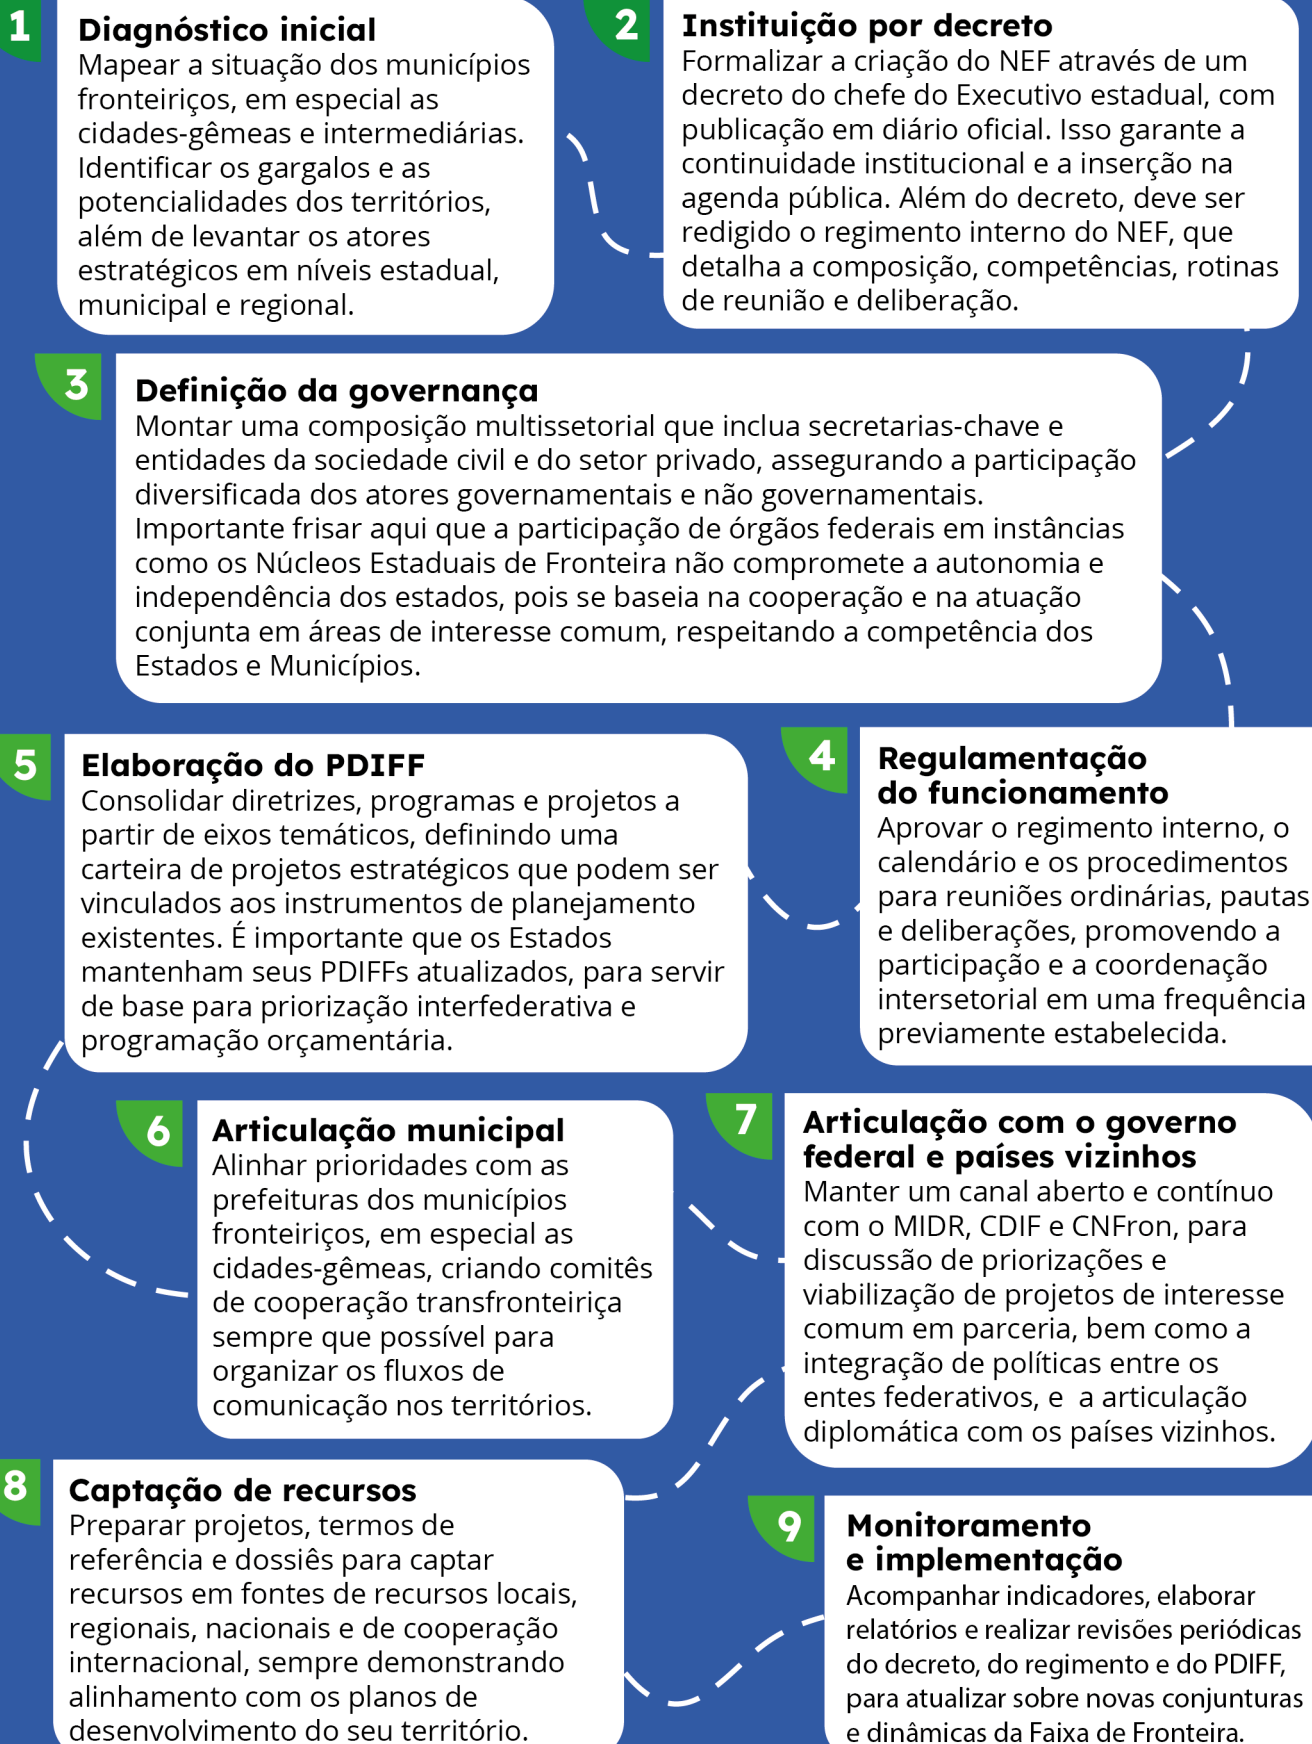 1
Diagnóstico inicial
Mapear a situação dos municípios
fronteiriços, em especial as
cidades-gêmeas e intermediárias.
Identificar os gargalos e as
potencialidades dos territórios,
além de levantar os atores
estratégicos em níveis estadual,
municipal e regional.
2
Instituição por decreto
Formalizar a criação do NEF através de um
decreto do chefe do Executivo estadual, com
publicação em diário oficial. Isso garante a
continuidade institucional e a inserção na
agenda pública. Além do decreto, deve ser
redigido o regimento interno do NEF, que
detalha a composição, competências, rotinas
de reunião e deliberação.
3
Definição da governança
Montar uma composição multissetorial que inclua secretarias-chave e
entidades da sociedade civil e do setor privado, assegurando a participação
diversificada dos atores governamentais e não governamentais.
Importante frisar aqui que a participação de órgãos federais em instâncias
como os Núcleos Estaduais de Fronteira não compromete a autonomia e
independência dos estados, pois se baseia na cooperação e na atuação
conjunta em áreas de interesse comum, respeitando a competência dos
Estados e Municípios.
4
Regulamentação
do funcionamento
Aprovar o regimento interno, o
calendário e os procedimentos
para reuniões ordinárias, pautas
e deliberações, promovendo a
participação e a coordenação
intersetorial em uma frequência
previamente estabelecida.
5
Elaboração do PDIFF
Consolidar diretrizes, programas e projetos a
partir de eixos temáticos, definindo uma
carteira de projetos estratégicos que podem ser
vinculados aos instrumentos de planejamento
existentes. É importante que os Estados
mantenham seus PDIFFs atualizados, para servir
de base para priorização interfederativa e
programação orçamentária.
6
Articulação municipal
Alinhar prioridades com as
prefeituras dos municípios
fronteiriços, em especial as
cidades-gêmeas, criando comitês
de cooperação transfronteiriça
sempre que possível para
organizar os fluxos de
comunicação nos territórios.
7
Articulação com o governo
federal e países vizinhos
Manter um canal aberto e contínuo
com o MIDR, CDIF e CNFron, para
discussão de priorizações e
viabilização de projetos de interesse
comum em parceria, bem como a
integração de políticas entre os
entes federativos, e  a articulação
diplomática com os países vizinhos.
8
Captação de recursos
Preparar projetos, termos de
referência e dossiês para captar
recursos em fontes de recursos locais,
regionais, nacionais e de cooperação
internacional, sempre demonstrando
alinhamento com os planos de
desenvolvimento do seu território.
9
Monitoramento
e implementação
Acompanhar indicadores, elaborar
relatórios e realizar revisões periódicas
do decreto, do regimento e do PDIFF,
para atualizar sobre novas conjunturas
e dinâmicas da Faixa de Fronteira.